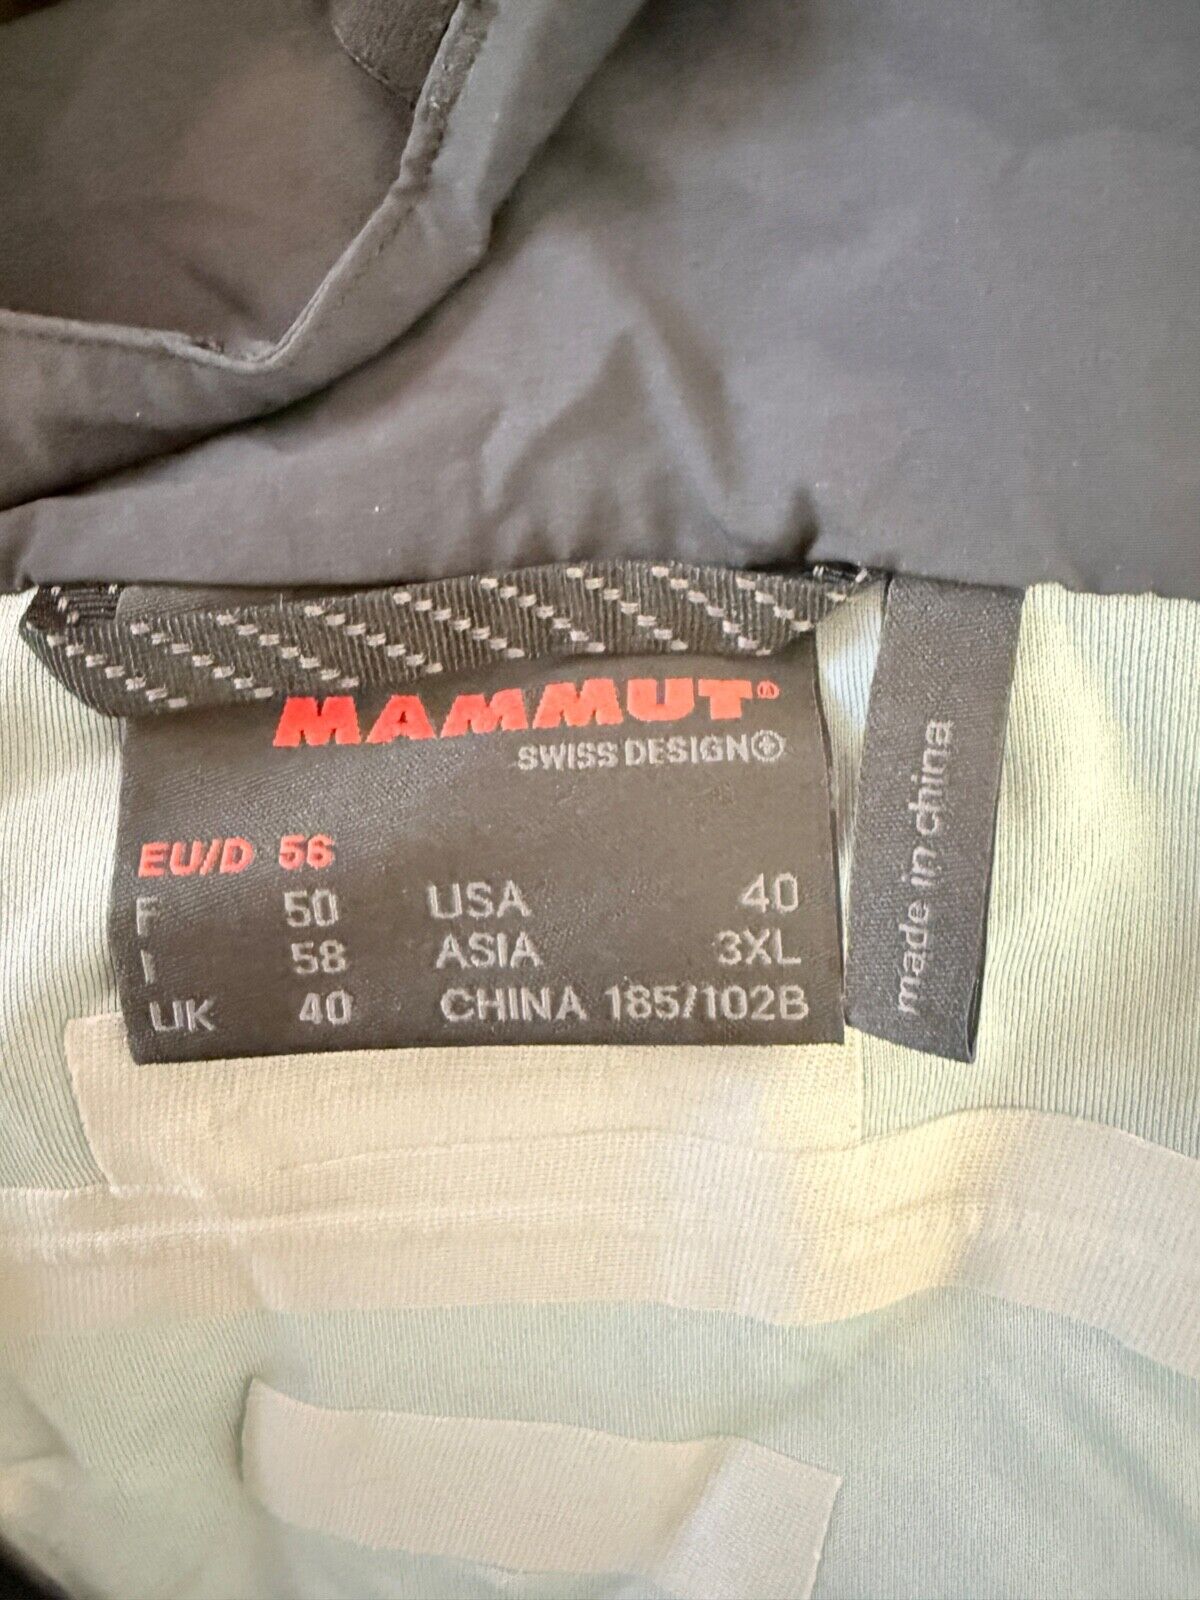 MAMMUT®
SWISS DESIGN
EU/D 56
F 50 USA 40
I 58 ASIA 3XL
UK 40 CHINA 185/102B
made in china